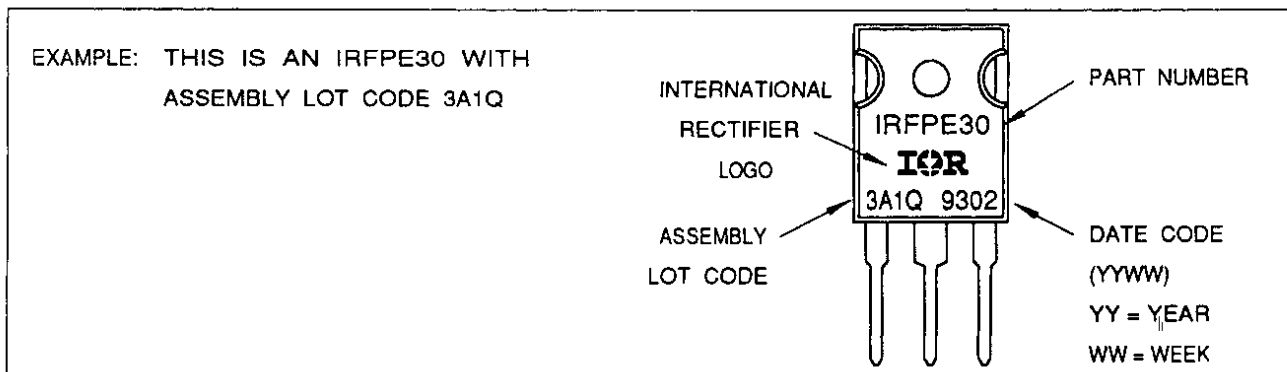 EXAMPLE: THIS IS AN IRFPE30 WITH
ASSEMBLY LOT CODE 3A1Q
INTERNATIONAL
RECTIFIER
LOGO
ASSEMBLY
LOT CODE
IRFPE30
IOR
3A1Q 9302
PART NUMBER
DATE CODE
(YYWW)
YY = YEAR
WW = WEEK